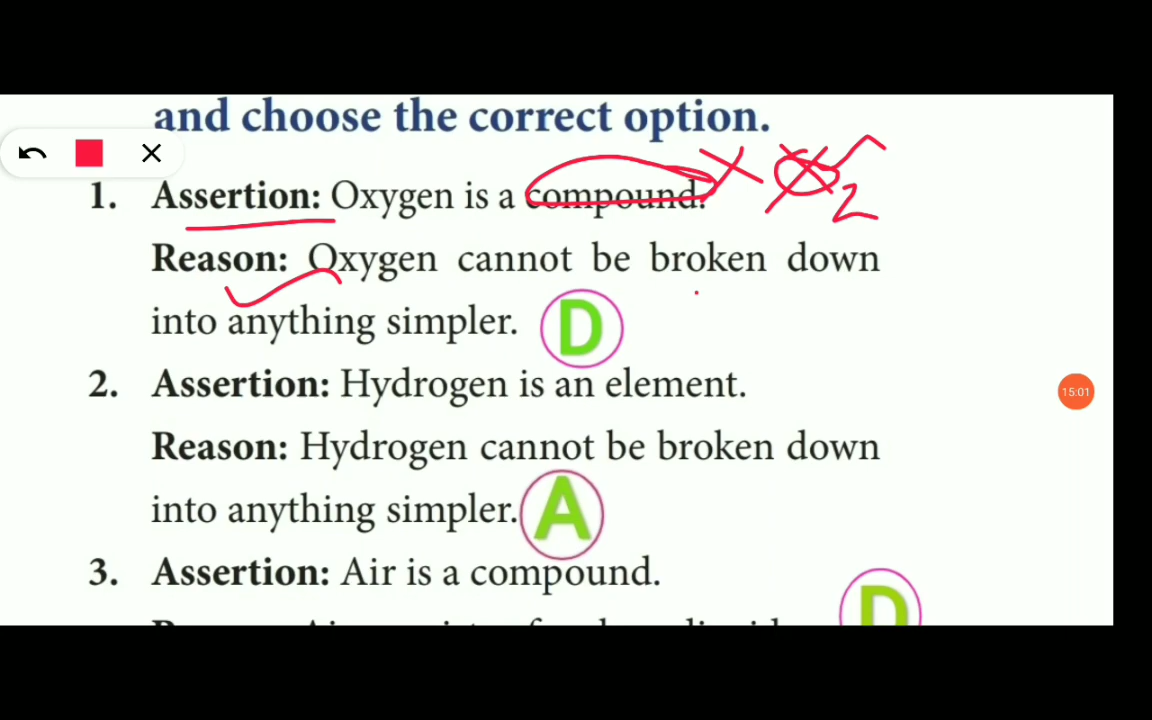 and choose the correct option.
1. Assertion: Oxygen is a compound. O2
Reason: Oxygen cannot be broken down
into anything simpler. D
2. Assertion: Hydrogen is an element.
15:01
Reason: Hydrogen cannot be broken down
into anything simpler. A
3. Assertion: Air is a compound.
D